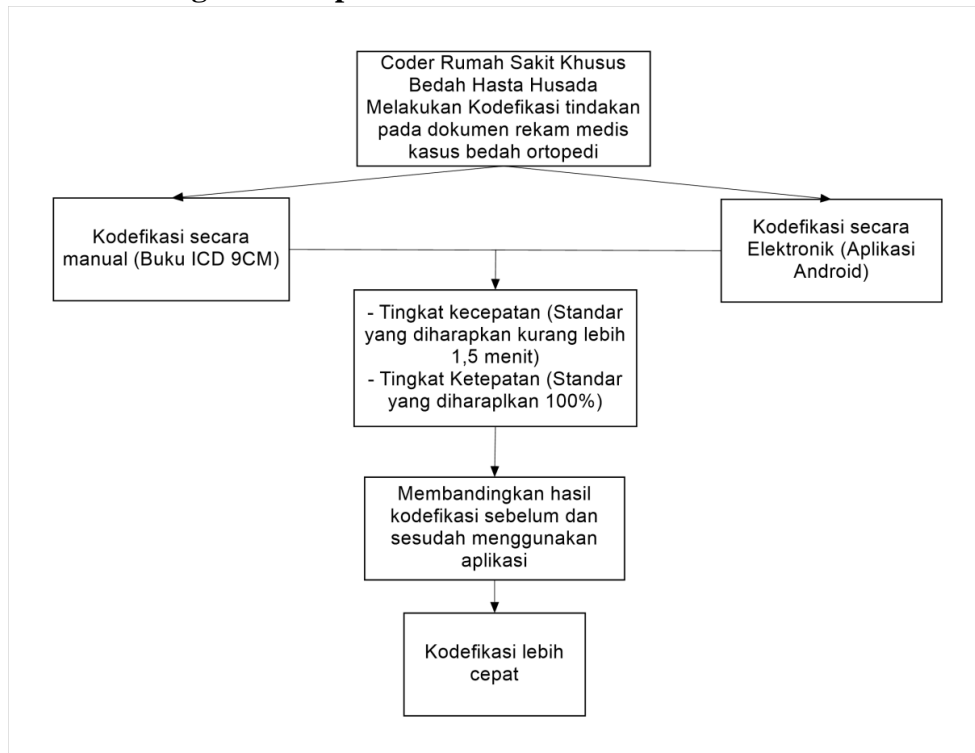 Coder Rumah Sakit Khusus
Bedah Hasta Husada
Melakukan Kodefikasi tindakan
pada dokumen rekam medis
kasus bedah ortopedi
Kodefikasi secara
manual (Buku ICD 9CM)
Kodefikasi secara
Elektronik (Aplikasi
Android)
- Tingkat kecepatan (Standar
yang diharapkan kurang lebih
1,5 menit)
- Tingkat Ketepatan (Standar
yang diharaplkan 100%)
Membandingkan hasil
kodefikasi sebelum dan
sesudah menggunakan
aplikasi
Kodefikasi lebih
cepat